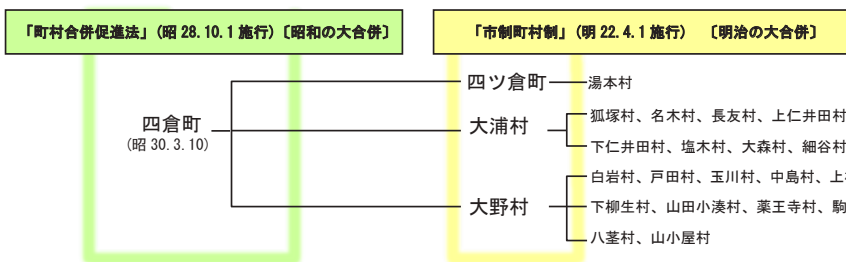 「町村合併促進法」(昭 28.10.1 施行)〔昭和の大合併〕
「市制町村制」(明 22.4.1 施行) 〔明治の大合併〕
四ツ倉町
湯本村
四倉町
(昭 30.3.10)
大浦村
狐塚村、名木村、長友村、上仁井田村
下仁井田村、塩木村、大森村、細谷村
大野村
白岩村、戸田村、玉川村、中島村、上
下柳生村、山田小湊村、薬王寺村、駒
八茎村、山小屋村